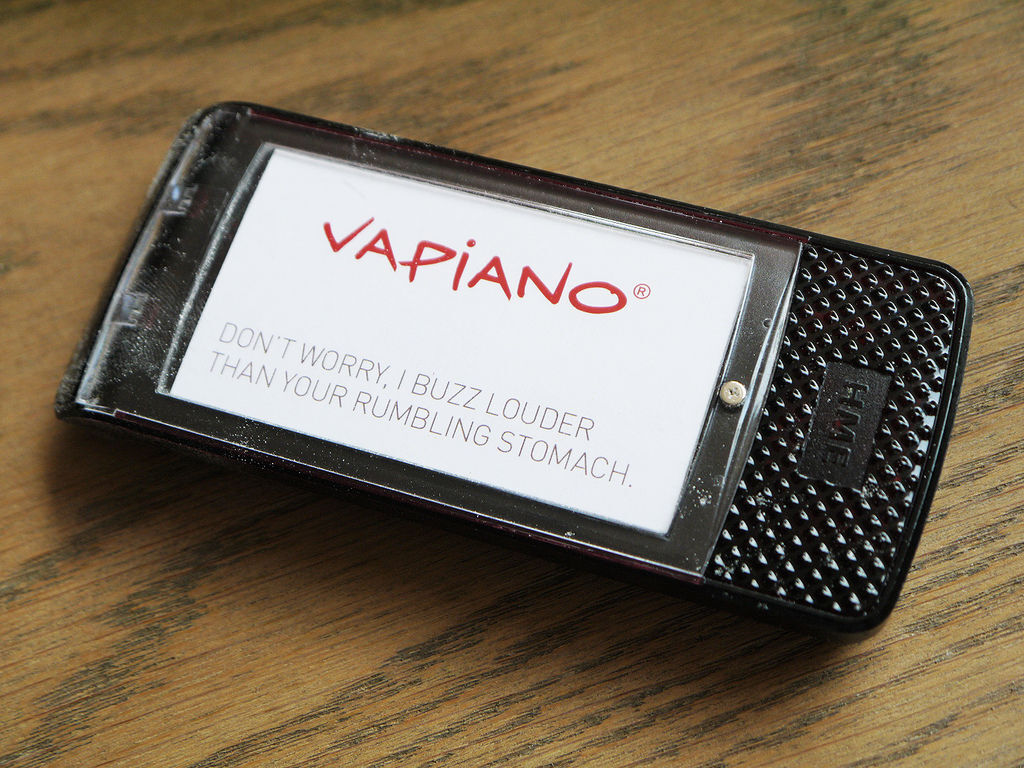 VAPIANO®
DON'T WORRY, I BUZZ LOUDER
THAN YOUR RUMBLING STOMACH.
HME